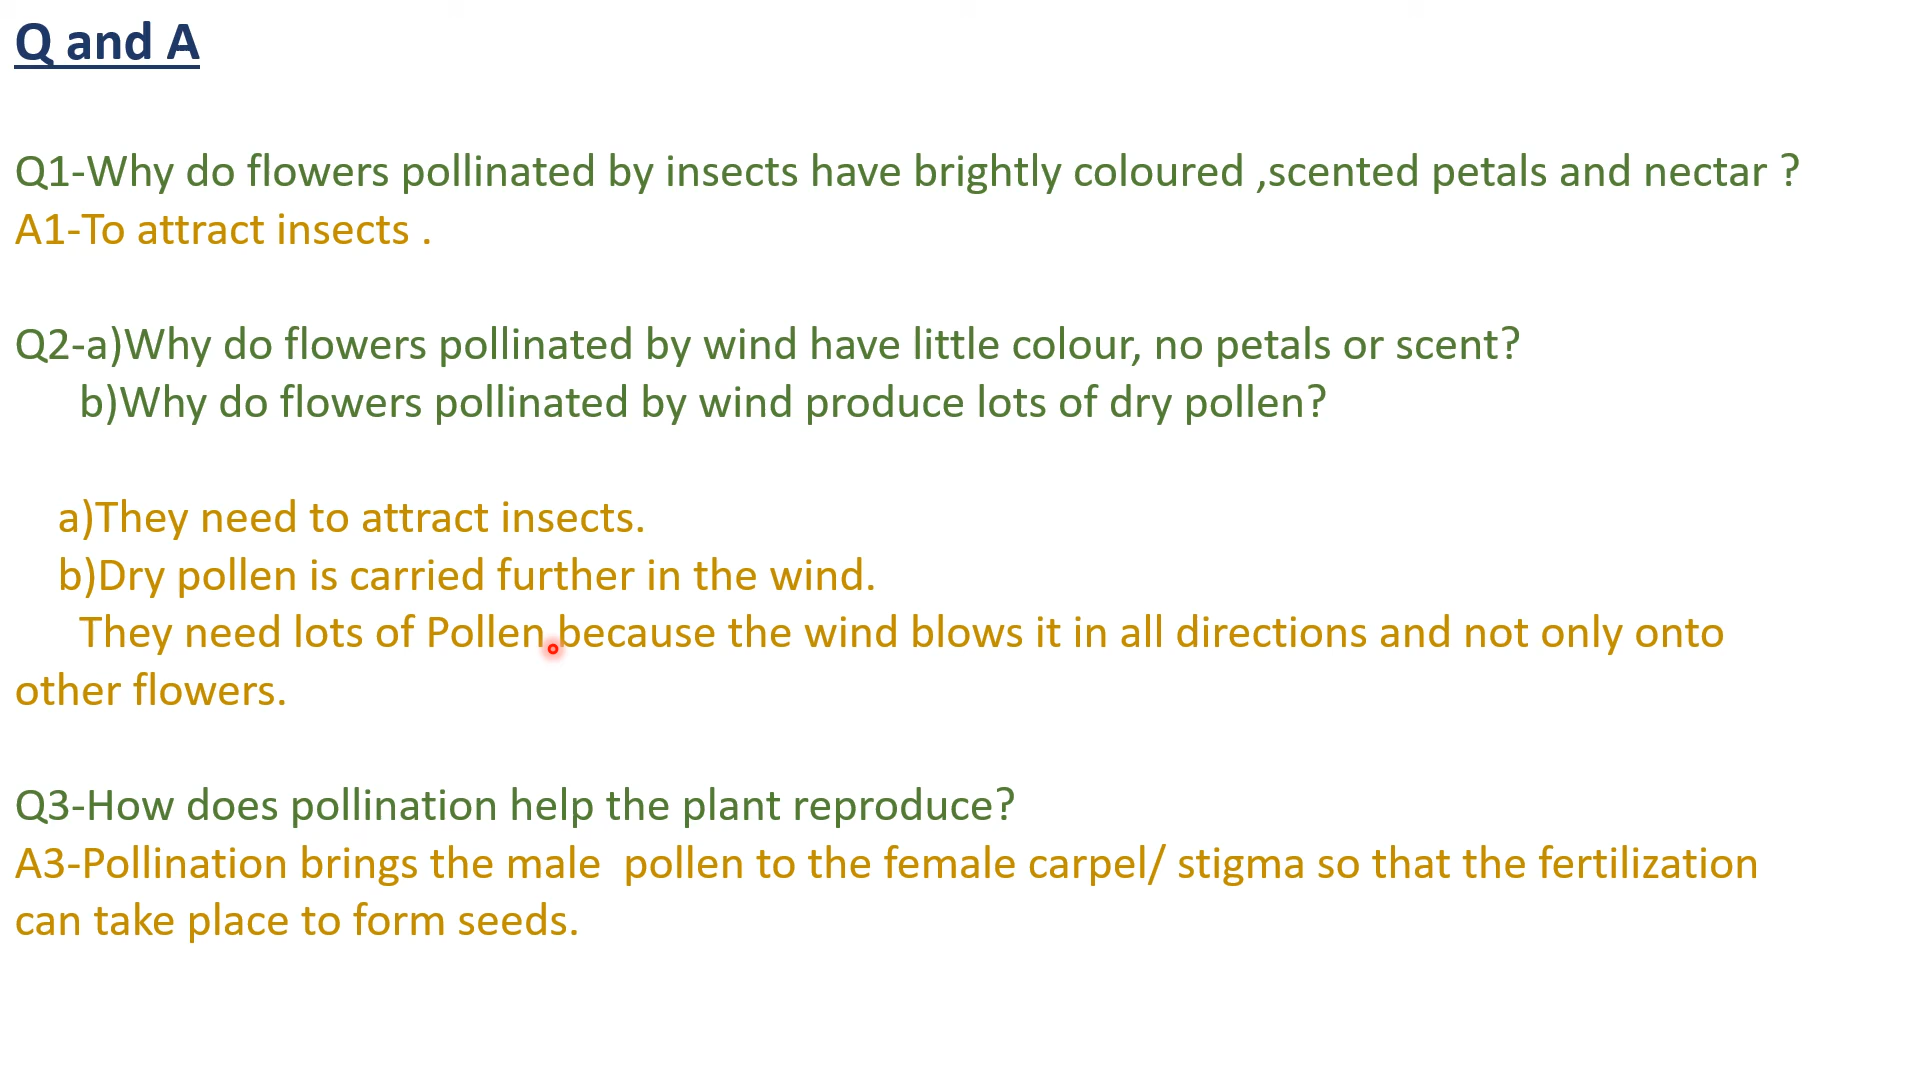 Q and A
Q1-Why do flowers pollinated by insects have brightly coloured ,scented petals and nectar ?
A1-To attract insects .
Q2-a)Why do flowers pollinated by wind have little colour, no petals or scent?
b)Why do flowers pollinated by wind produce lots of dry pollen?
a)They need to attract insects.
b)Dry pollen is carried further in the wind.
They need lots of Pollen because the wind blows it in all directions and not only onto
other flowers.
Q3-How does pollination help the plant reproduce?
A3-Pollination brings the male  pollen to the female carpel/ stigma so that the fertilization
can take place to form seeds.